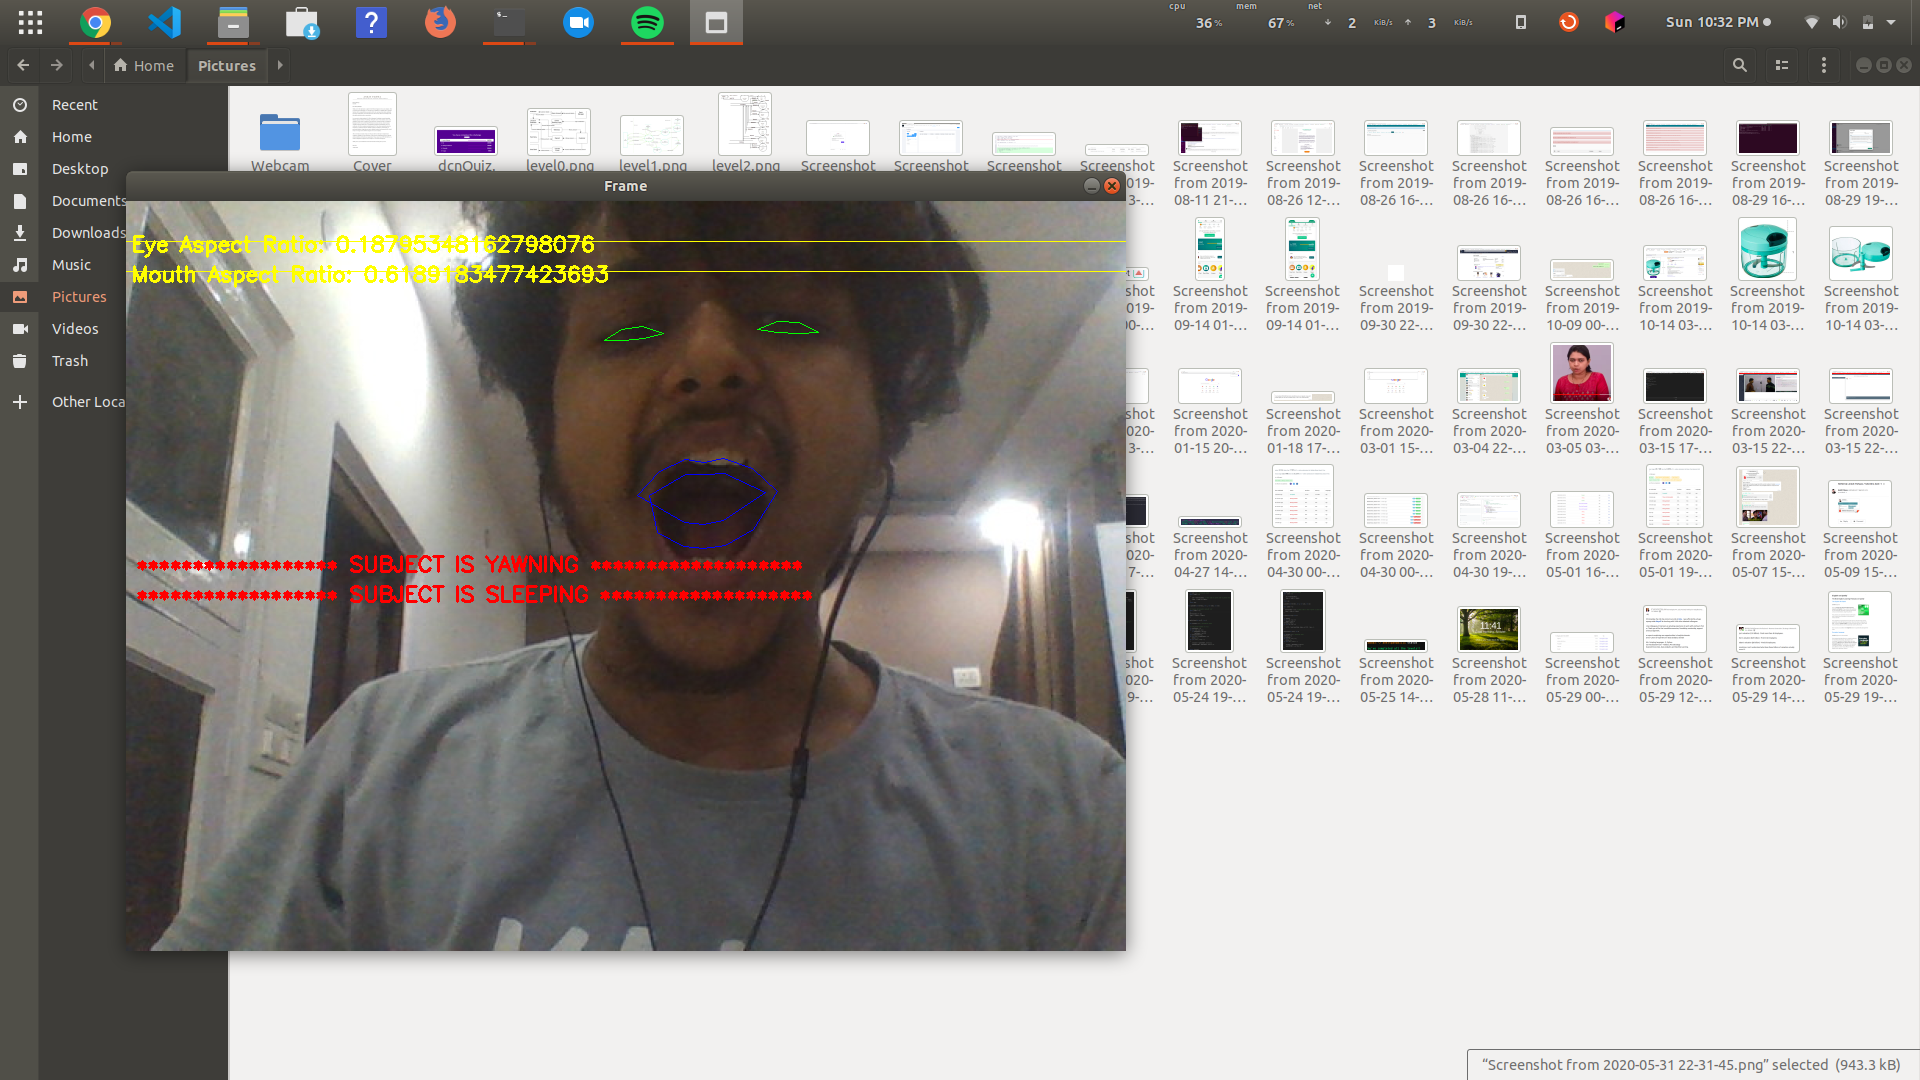 cpu mem net
36 % 67 % 2 KiB/s 3 KiB/s Sun 10:32 PM
Home Pictures
Recent
Home
Desktop
Documents
Downloads
Music
Pictures
Videos
Trash
Other Loca
Webcam Cover dcnQuiz. level0.png level1.png level2.png Screenshot Screenshot Screenshot Screenshot Screenshot Screenshot Screenshot Screenshot Screenshot Screenshot Screenshot Screenshot
019- from 2019- from 2019- from 2019- from 2019- from 2019- from 2019- from 2019- from 2019-
3-... 08-11 21-... 08-26 12-... 08-26 16-... 08-26 16-... 08-26 16-... 08-26 16-... 08-29 16-... 08-29 19-...
Frame
Eye Aspect Ratio: 0.18795348162798076
Mouth Aspect Ratio: 0.6189183477423693
****************** SUBJECT IS YAWNING *******************
****************** SUBJECT IS SLEEPING *******************
shot Screenshot Screenshot Screenshot Screenshot Screenshot Screenshot Screenshot Screenshot
019- from 2019- from 2019- from 2019- from 2019- from 2019- from 2019- from 2019- from 2019-
00-... 09-14 01-... 09-14 01-... 09-30 22-... 09-30 22-... 10-09 00-... 10-14 03-... 10-14 03-... 10-14 03-...
shot Screenshot Screenshot Screenshot Screenshot Screenshot Screenshot Screenshot Screenshot
020- from 2020- from 2020- from 2020- from 2020- from 2020- from 2020- from 2020- from 2020-
3-... 01-15 20-... 01-18 17-... 03-01 15-... 03-04 22-... 03-05 03-... 03-15 17-... 03-15 22-... 03-15 22-...
shot Screenshot Screenshot Screenshot Screenshot Screenshot Screenshot Screenshot Screenshot
020- from 2020- from 2020- from 2020- from 2020- from 2020- from 2020- from 2020- from 2020-
7-... 04-27 14-... 04-30 00-... 04-30 00-... 04-30 19-... 05-01 16-... 05-01 19-... 05-07 15-... 05-09 15-...
11:41
shot Screenshot Screenshot Screenshot Screenshot Screenshot Screenshot Screenshot Screenshot
020- from 2020- from 2020- from 2020- from 2020- from 2020- from 2020- from 2020- from 2020-
9-... 05-24 19-... 05-24 19-... 05-25 14-... 05-28 11-... 05-29 00-... 05-29 12-... 05-29 14-... 05-29 19-...
“Screenshot from 2020-05-31 22-31-45.png” selected (943.3 kB)